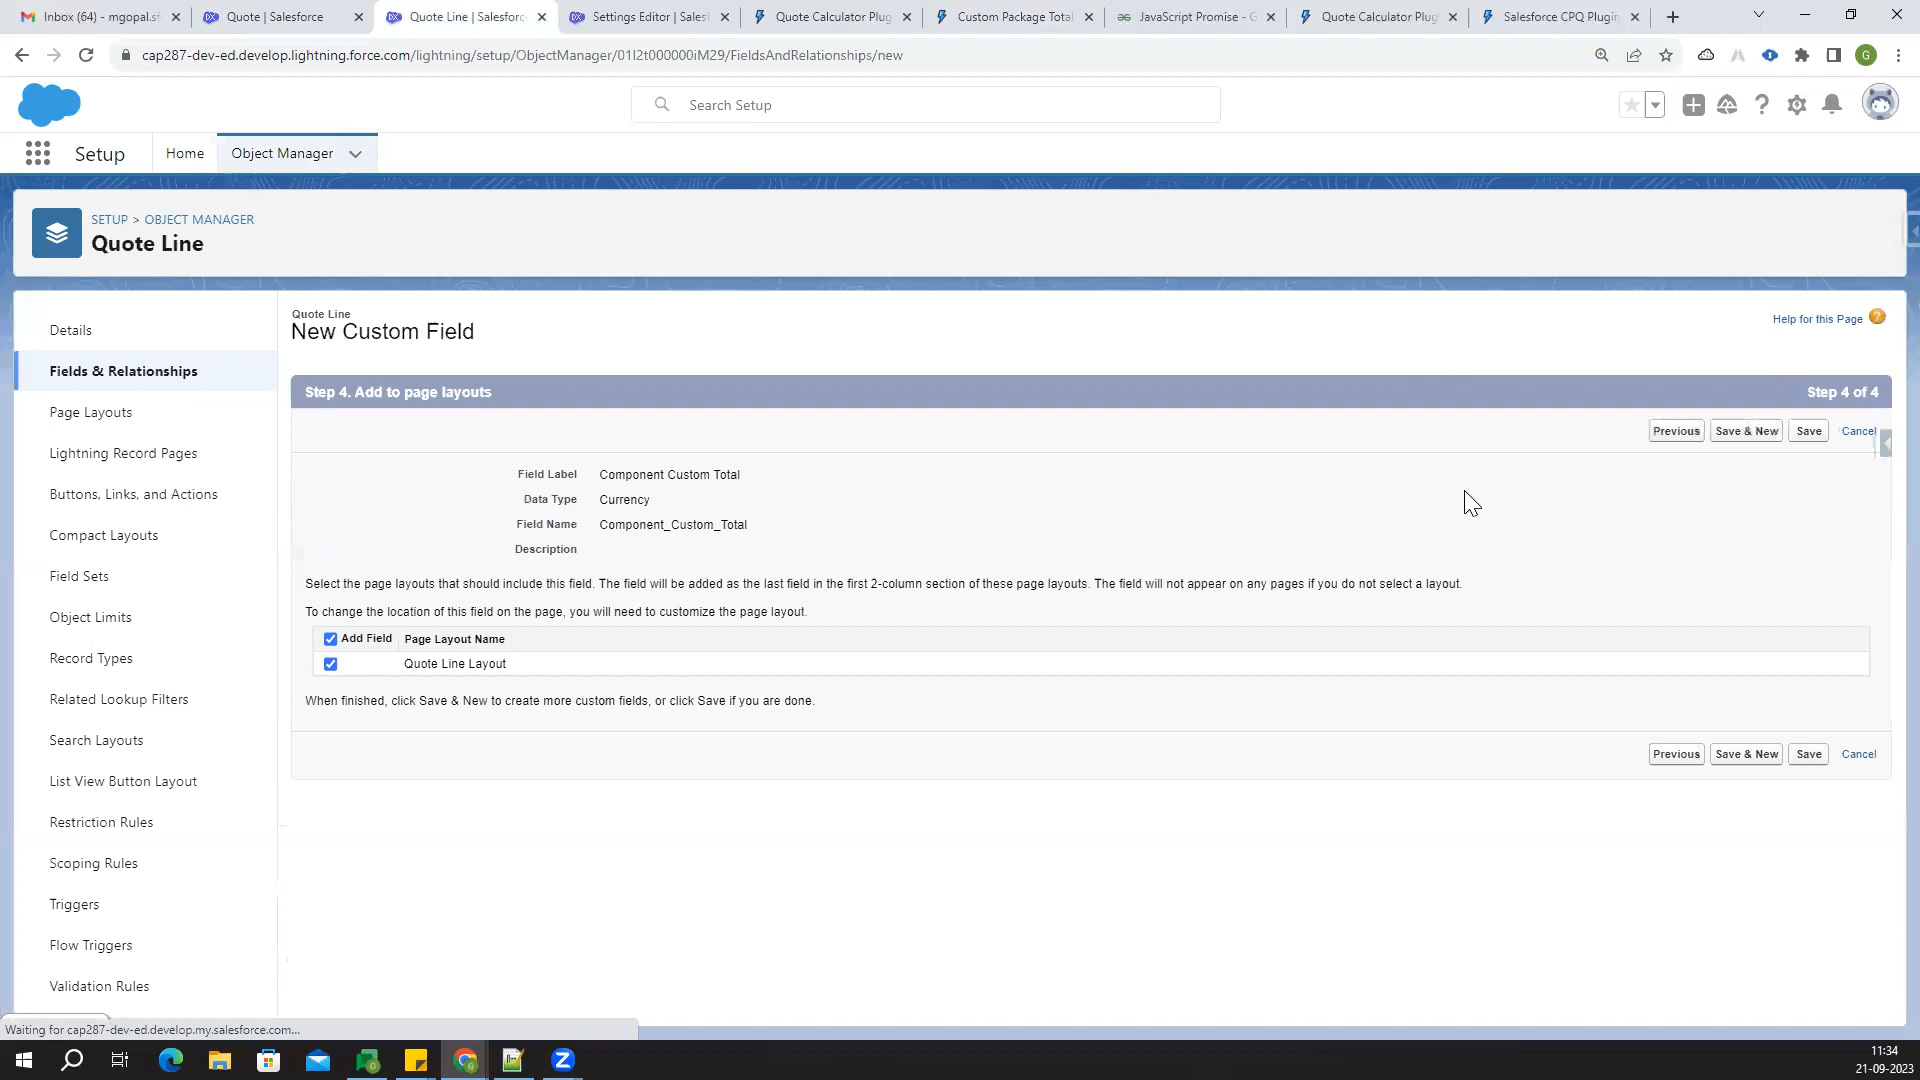 Inbox (64) - mgopal.sf
Quote | Salesforce
Quote Line | Salesforc
Settings Editor | Sales
Quote Calculator Plug
Custom Package Total
JavaScript Promise - G
Quote Calculator Plug
Salesforce CPQ Plugin
cap287-dev-ed.develop.lightning.force.com/lightning/setup/ObjectManager/01I2t000000iM29/FieldsAndRelationships/new
G
Search Setup
Setup
Home
Object Manager
SETUP > OBJECT MANAGER
Quote Line
Details
Fields & Relationships
Page Layouts
Lightning Record Pages
Buttons, Links, and Actions
Compact Layouts
Field Sets
Object Limits
Record Types
Related Lookup Filters
Search Layouts
List View Button Layout
Restriction Rules
Scoping Rules
Triggers
Flow Triggers
Validation Rules
Quote Line
New Custom Field
Help for this Page
Step 4. Add to page layouts
Step 4 of 4
Previous Save & New Save Cancel
Field Label Component Custom Total
Data Type Currency
Field Name Component_Custom_Total
Description
Select the page layouts that should include this field. The field will be added as the last field in the first 2-column section of these page layouts. The field will not appear on any pages if you do not select a layout.
To change the location of this field on the page, you will need to customize the page layout.
Add Field Page Layout Name
Quote Line Layout
When finished, click Save & New to create more custom fields, or click Save if you are done.
Previous Save & New Save Cancel
Waiting for cap287-dev-ed.develop.my.salesforce.com...
11:34
21-09-2023